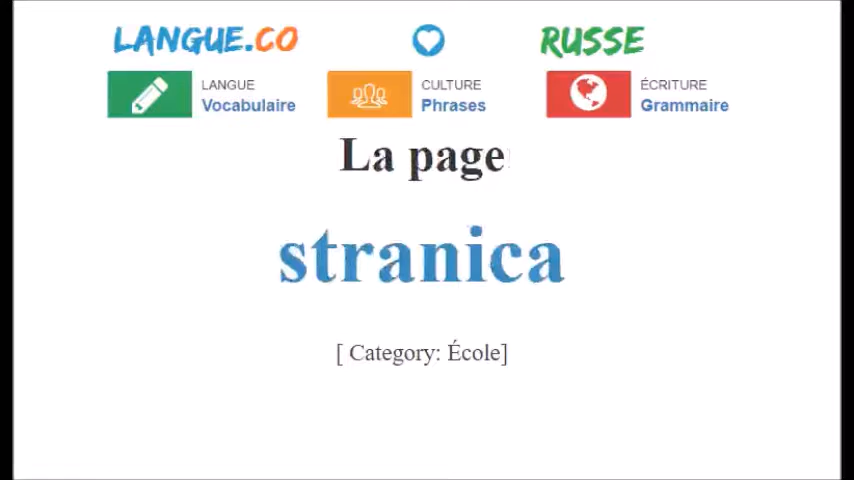 LANGUE.CO
RUSSE
LANGUE
Vocabulaire
CULTURE
Phrases
ÉCRITURE
Grammaire
La page
stranica
[ Category: École]